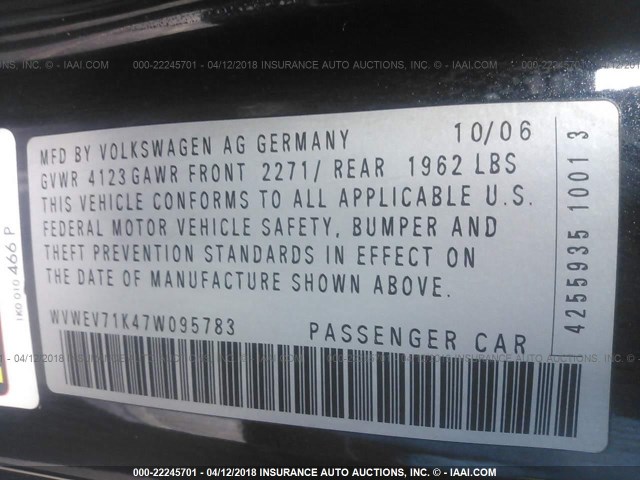 000-22245701 - 04/12/2018 INSURANCE AUTO AUCTIONS, INC. © - IAAI.COM
MFD BY VOLKSWAGEN AG GERMANY 10/06
GVWR 4123 GAWR FRONT 2271/ REAR 1962 LBS
THIS VEHICLE CONFORMS TO ALL APPLICABLE U.S.
FEDERAL MOTOR VEHICLE SAFETY, BUMPER AND
THEFT PREVENTION STANDARDS IN EFFECT ON
THE DATE OF MANUFACTURE SHOWN ABOVE.
WVWEV71K47W095783 PASSENGER CAR
4255935 1001 3
1K0 010 466 P
000-22245701 - 04/12/2018 INSURANCE AUTO AUCTIONS, INC. © - IAAI.COM